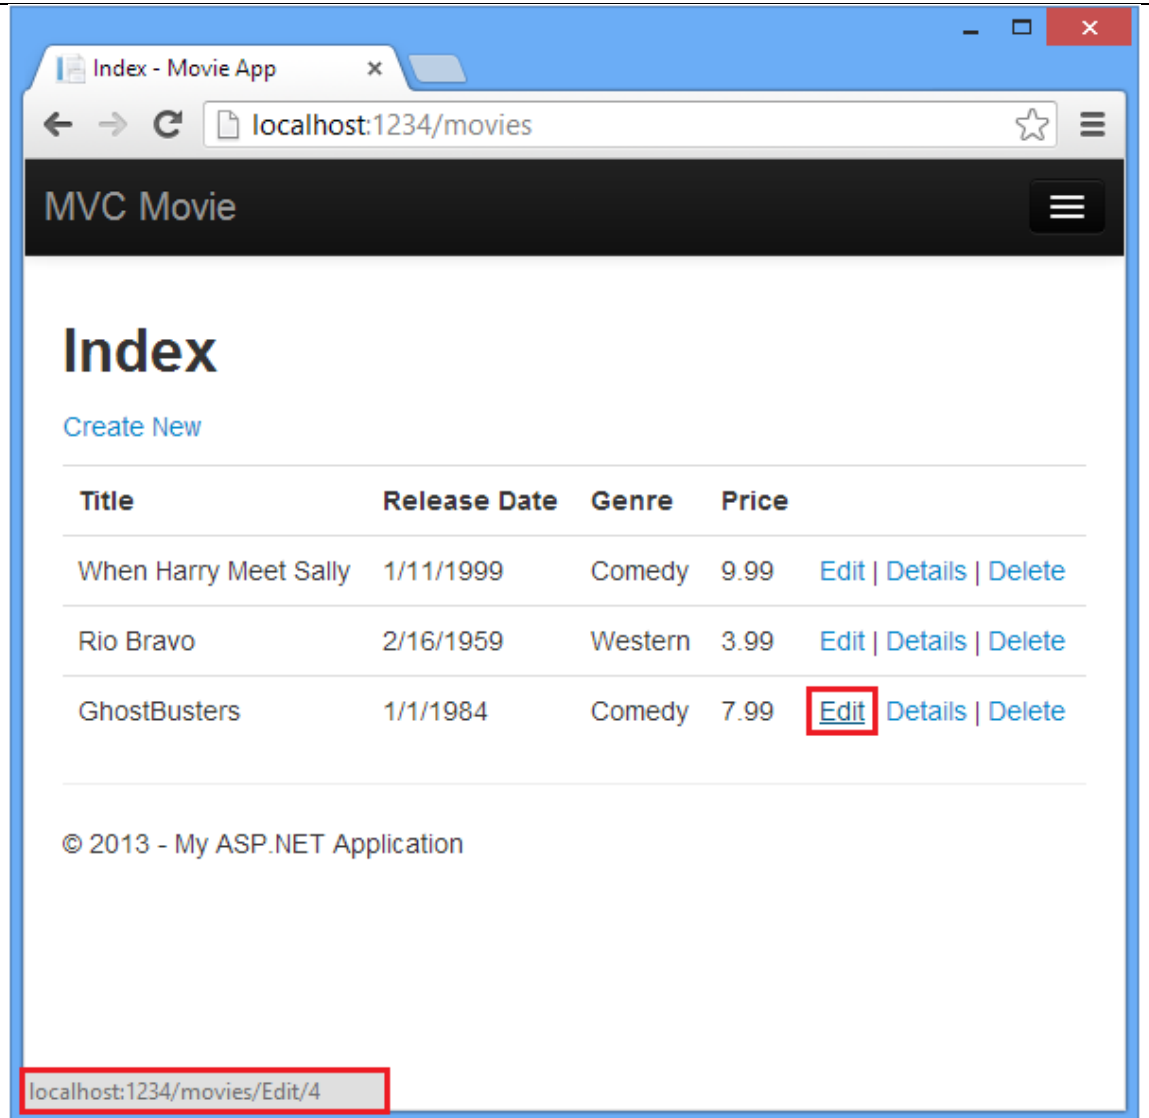 Index - Movie App
localhost:1234/movies
MVC Movie
Index
Create New
Title Release Date Genre Price
When Harry Meet Sally 1/11/1999 Comedy 9.99 Edit | Details | Delete
Rio Bravo 2/16/1959 Western 3.99 Edit | Details | Delete
GhostBusters 1/1/1984 Comedy 7.99 Edit Details | Delete
© 2013 - My ASP.NET Application
localhost:1234/movies/Edit/4